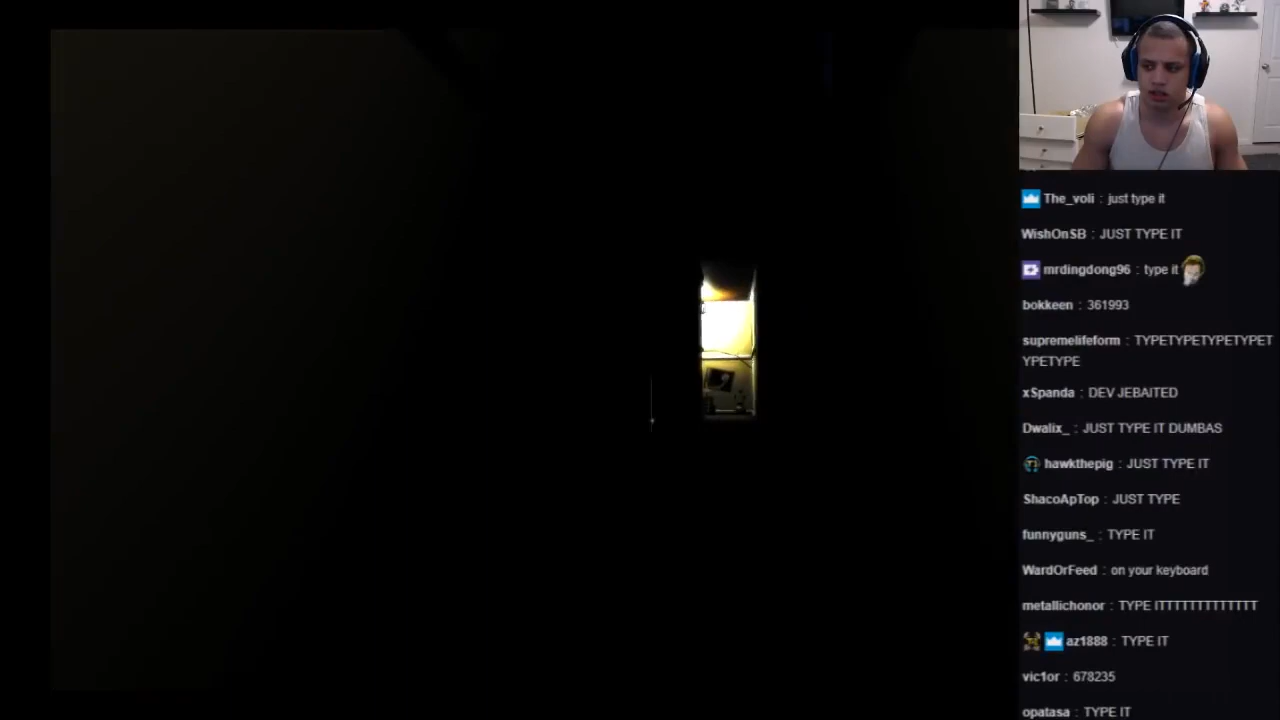 The_voli : just type it
WishOnSB : JUST TYPE IT
mrdingdong96 : type it
bokkeen : 361993
supremelifeform : TYPETYPETYPETYPET
YPETYPE
xSpanda : DEV JEBAITED
Dwalix_ : JUST TYPE IT DUMBAS
hawkthepig : JUST TYPE IT
ShacoApTop : JUST TYPE
funnyguns_ : TYPE IT
WardOrFeed : on your keyboard
metallichonor : TYPE ITTTTTTTTTTTTT
az1888 : TYPE IT
vic1or : 678235
opatasa : TYPE IT